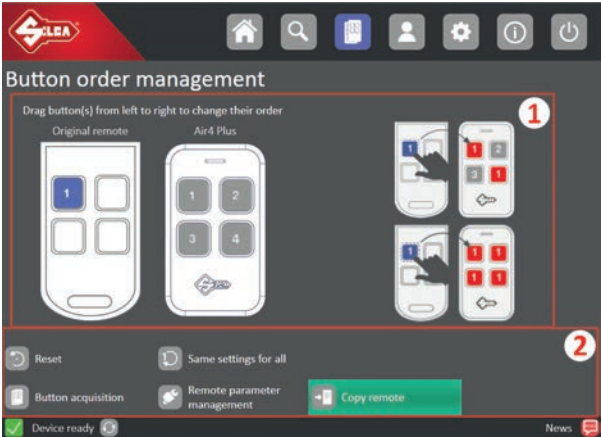 SILCA
Button order management
Drag button(s) from left to right to change their order
1
Original remote
Air4 Plus
1
1 2
3 4
1
1 2
3 1
1
1 1
1 1
2
Reset
Same settings for all
Button acquisition
Remote parameter
management
Copy remote
Device ready
News